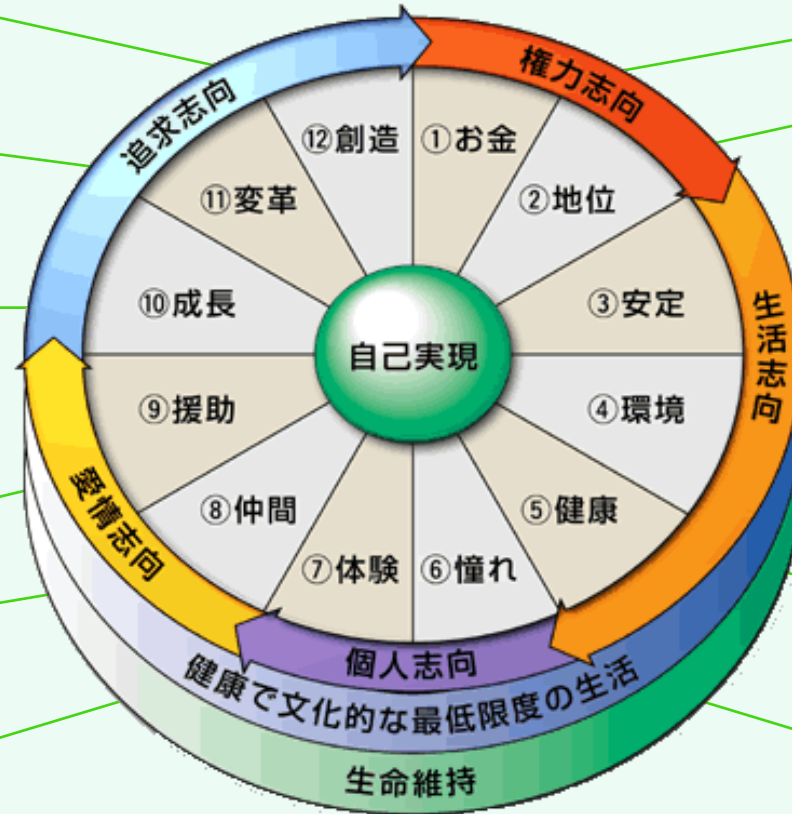 権力志向
生活志向
個人志向
愛情志向
追求志向
①お金
②地位
③安定
④環境
⑤健康
⑥憧れ
⑦体験
⑧仲間
⑨援助
⑩成長
⑪変革
⑫創造
自己実現
健康で文化的な最低限度の生活
生命維持